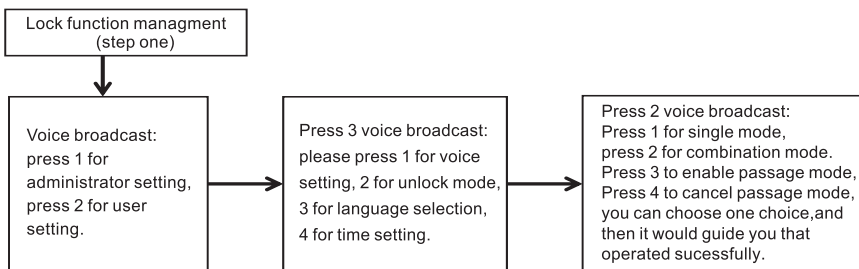 Lock function managment
(step one)
Voice broadcast:
press 1 for
administrator setting,
press 2 for user
setting.
Press 3 voice broadcast:
please press 1 for voice
setting, 2 for unlock mode,
3 for language selection,
4 for time setting.
Press 2 voice broadcast:
Press 1 for single mode,
press 2 for combination mode.
Press 3 to enable passage mode,
Press 4 to cancel passage mode,
you can choose one choice,and
then it would guide you that
operated sucessfully.